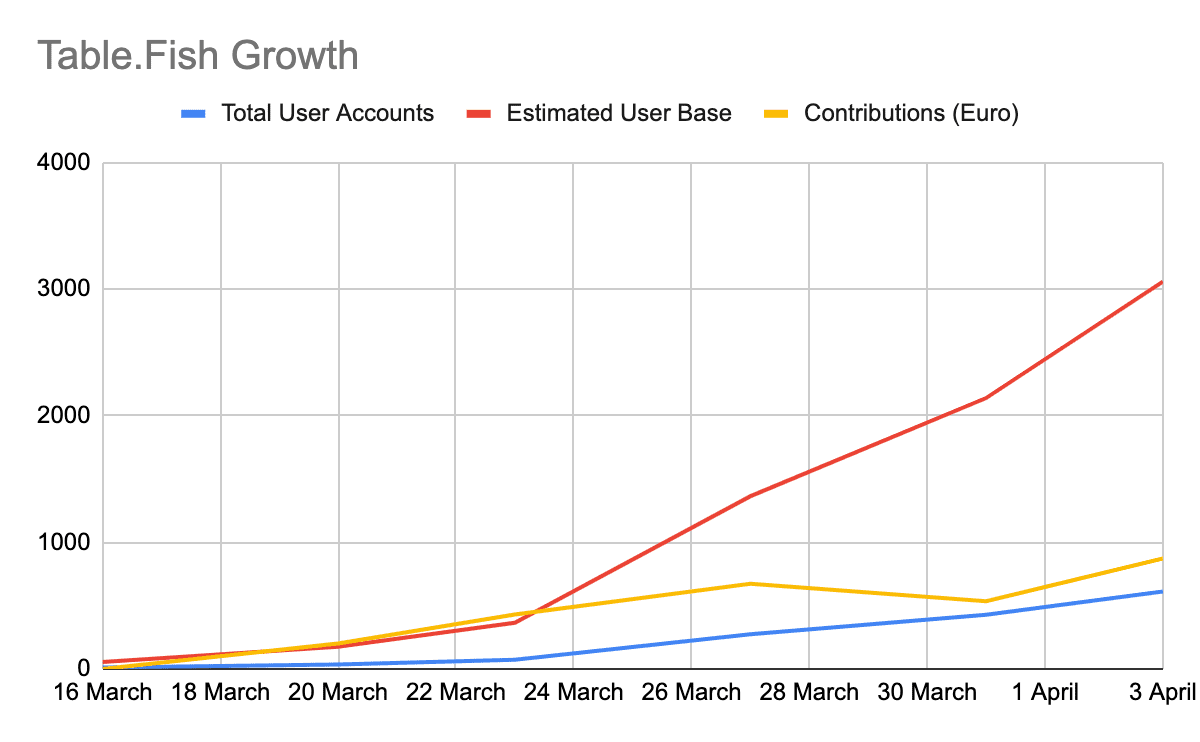 Table.Fish Growth
Total User Accounts Estimated User Base Contributions (Euro)
4000
3000
2000
1000
0
16 March 18 March 20 March 22 March 24 March 26 March 28 March 30 March 1 April 3 April